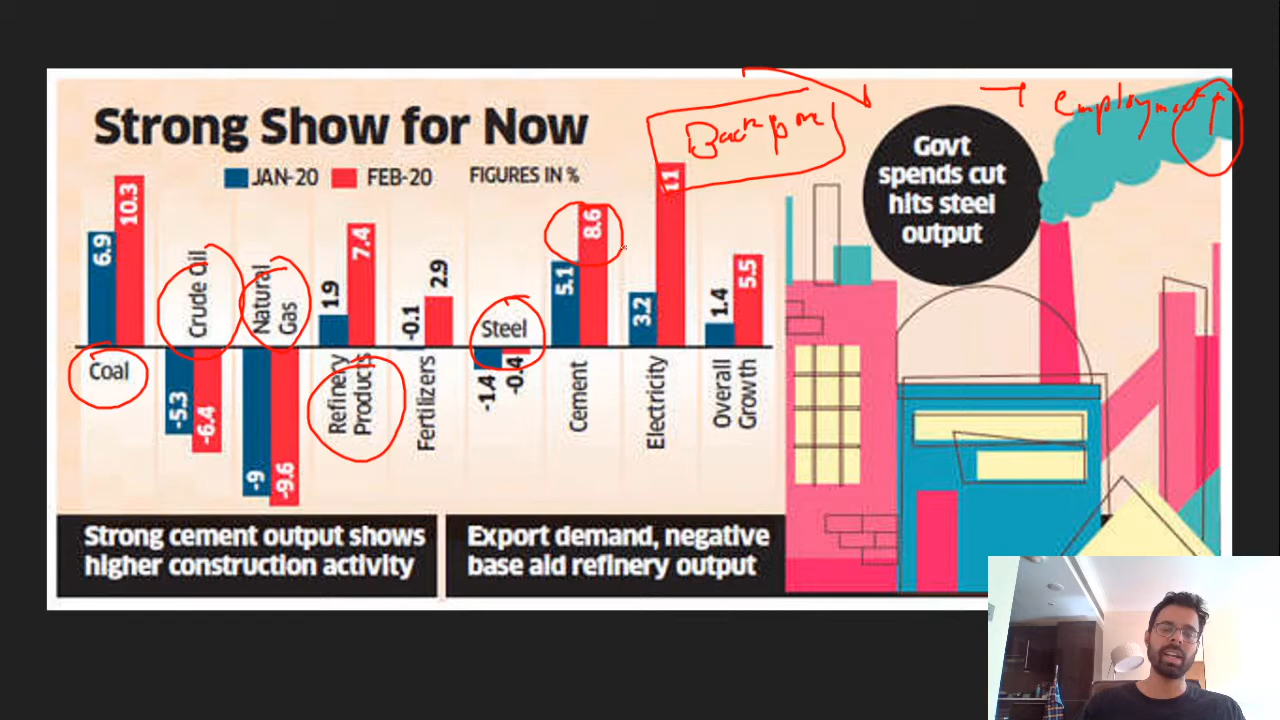 Strong Show for Now
JAN-20 FEB-20 FIGURES IN %
6.9 10.3 Coal
Crude Oil -5.3 -6.4
Natural Gas -9 -9.6
1.9 7.4 Refinery Products
-0.1 2.9 Fertilizers
Steel -1.4 -0.4
5.1 8.6 Cement
3.2 11 Electricity
1.4 5.5 Overall Growth
Govt
spends cut
hits steel
output
employment
Strong cement output shows
higher construction activity
Export demand, negative
base aid refinery output